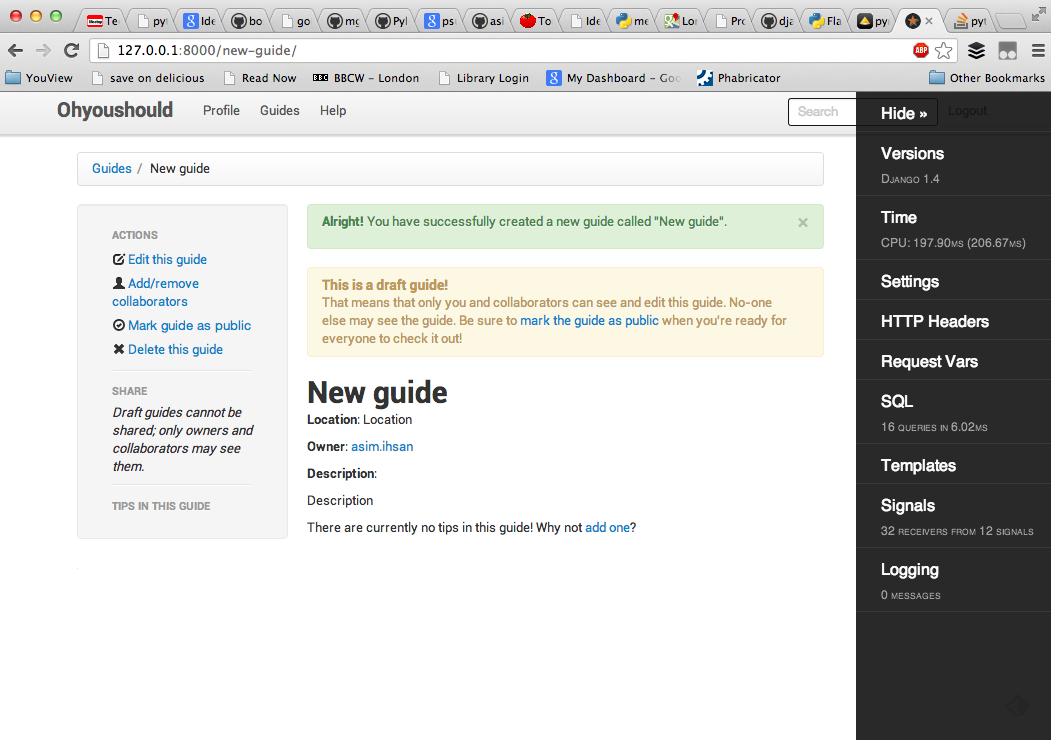 Te
py
Ide
bo
go
mg
Pyl
ps
asi
To
Ide
me
Lor
Pro
dja
Fla
py
pyt
127.0.0.1:8000/new-guide/
ABP
YouView
save on delicious
Read Now
BBC
BBCW – London
Library Login
My Dashboard – Goo
Phabricator
Other Bookmarks
Ohyoushould
Profile
Guides
Help
Search
Logout
Guides / New guide
ACTIONS
Edit this guide
Add/remove
collaborators
Mark guide as public
Delete this guide
SHARE
Draft guides cannot be
shared; only owners and
collaborators may see
them.
TIPS IN THIS GUIDE
Alright! You have successfully created a new guide called "New guide". ×
This is a draft guide!
That means that only you and collaborators can see and edit this guide. No-one
else may see the guide. Be sure to mark the guide as public when you're ready for
everyone to check it out!
New guide
Location: Location
Owner: asim.ihsan
Description:
Description
There are currently no tips in this guide! Why not add one?
Hide »
Versions
Django 1.4
Time
CPU: 197.90ms (206.67ms)
Settings
HTTP Headers
Request Vars
SQL
16 queries in 6.02ms
Templates
Signals
32 receivers from 12 signals
Logging
0 messages